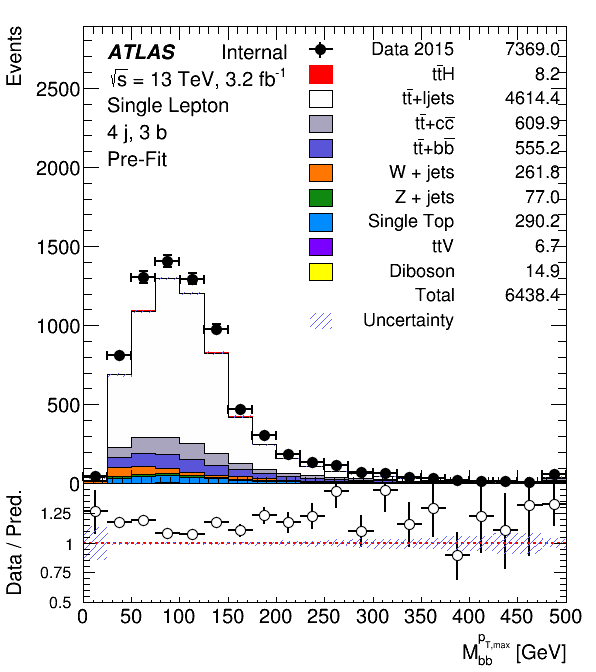 Events
ATLAS Internal
√s = 13 TeV, 3.2 fb⁻¹
Single Lepton
4 j, 3 b
Pre-Fit
Data 2015 7369.0
tt̄H 8.2
tt̄+ljets 4614.4
tt̄+cc̄ 609.9
tt̄+bb̄ 555.2
W + jets 261.8
Z + jets 77.0
Single Top 290.2
ttV 6.7
Diboson 14.9
Total 6438.4
Uncertainty
2500
2000
1500
1000
500
0
Data / Pred.
1.25
1
0.75
0.5
0 50 100 150 200 250 300 350 400 450 500
M_bb^{p_T,max} [GeV]